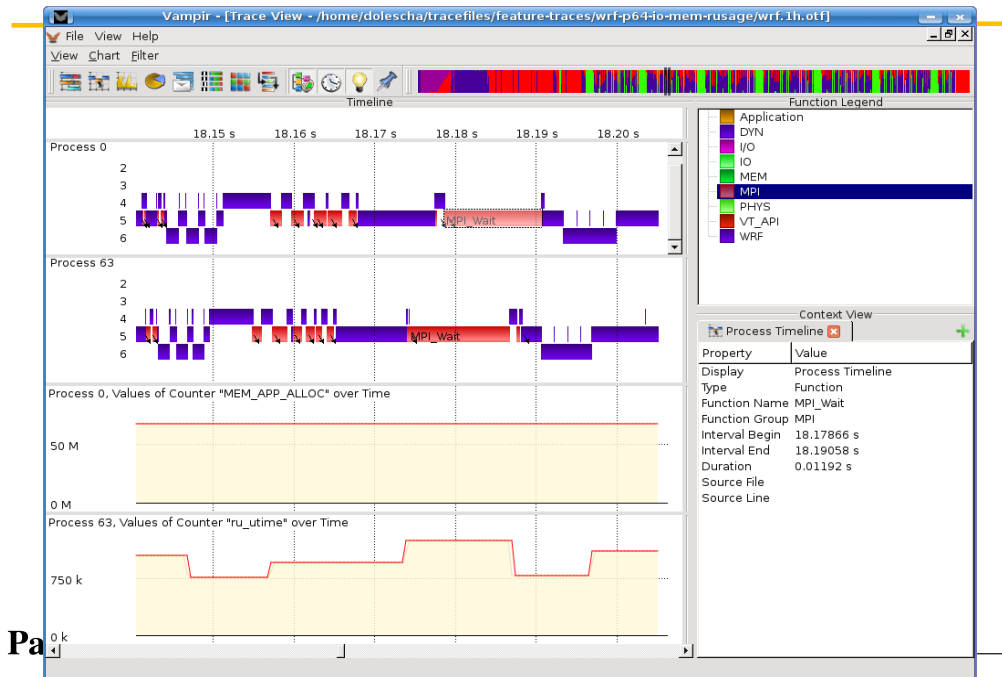 Vampir - [Trace View - /home/dolescha/tracefiles/feature-traces/wrf-p64-io-mem-rusage/wrf.1h.otf]
File View Help
View Chart Filter
Timeline
18.15 s 18.16 s 18.17 s 18.18 s 18.19 s 18.20 s
Process 0
2
3
4
5
MPI_Wait
6
Process 63
2
3
4
5
MPI_Wait
6
Process 0, Values of Counter "MEM_APP_ALLOC" over Time
50 M
0 M
Process 63, Values of Counter "ru_utime" over Time
750 k
0 k
Function Legend
Application
DYN
I/O
IO
MEM
MPI
PHYS
VT_API
WRF
Context View
Process Timeline
Property Value
Display Process Timeline
Type Function
Function Name MPI_Wait
Function Group MPI
Interval Begin 18.17866 s
Interval End 18.19058 s
Duration 0.01192 s
Source File
Source Line
Pa